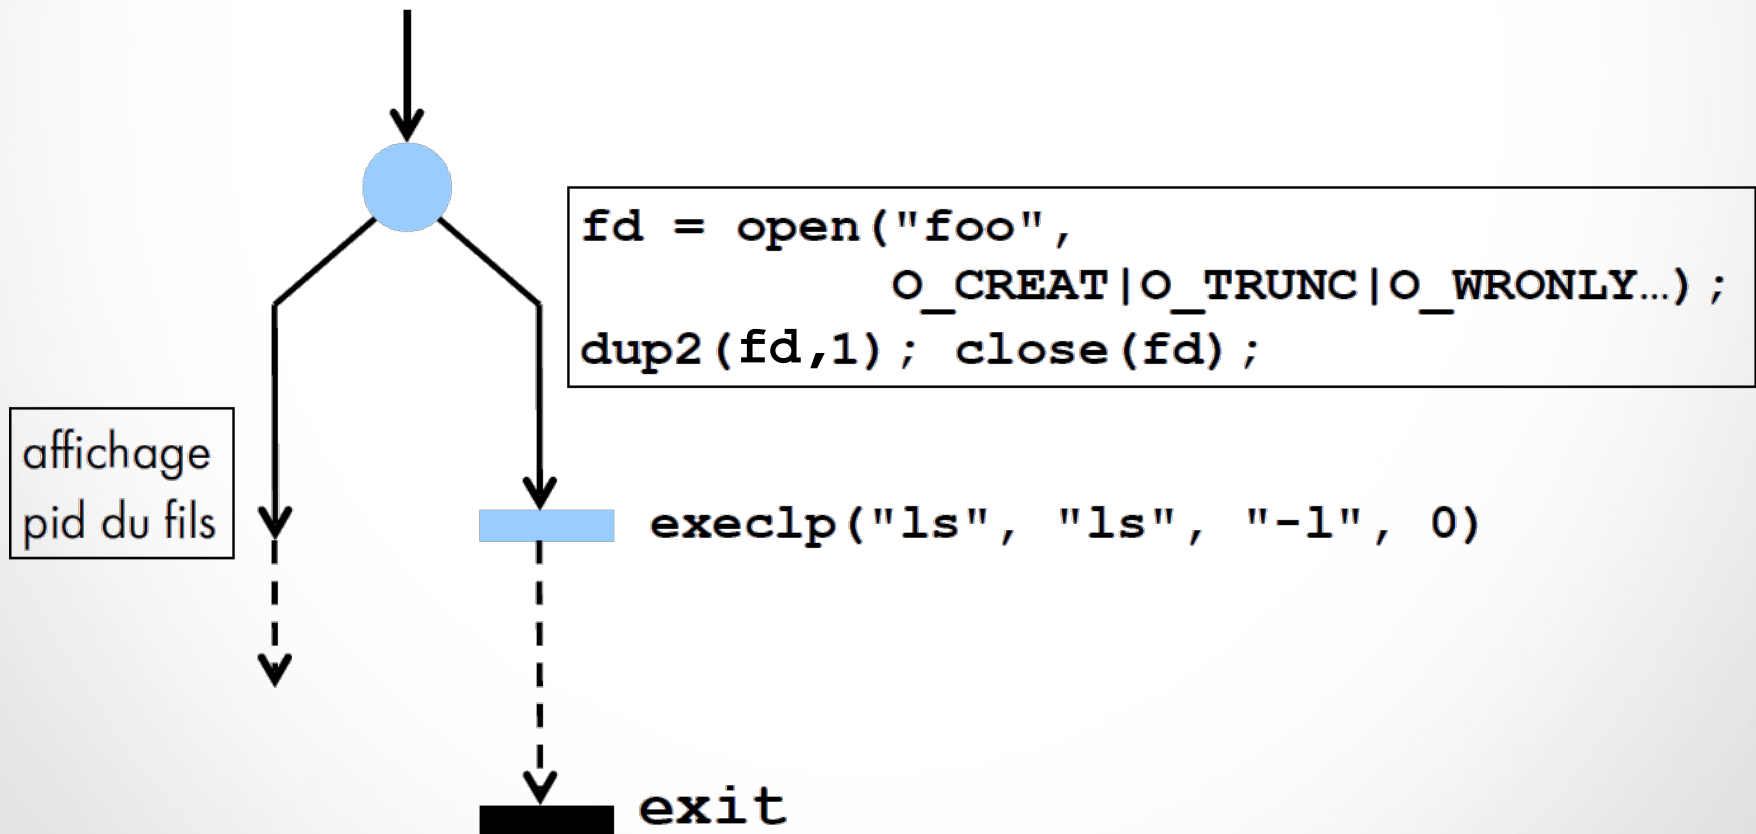 fd = open("foo",
O_CREAT|O_TRUNC|O_WRONLY…);
dup2(fd,1); close(fd);
affichage
pid du fils
execlp("ls", "ls", "-l", 0)
exit